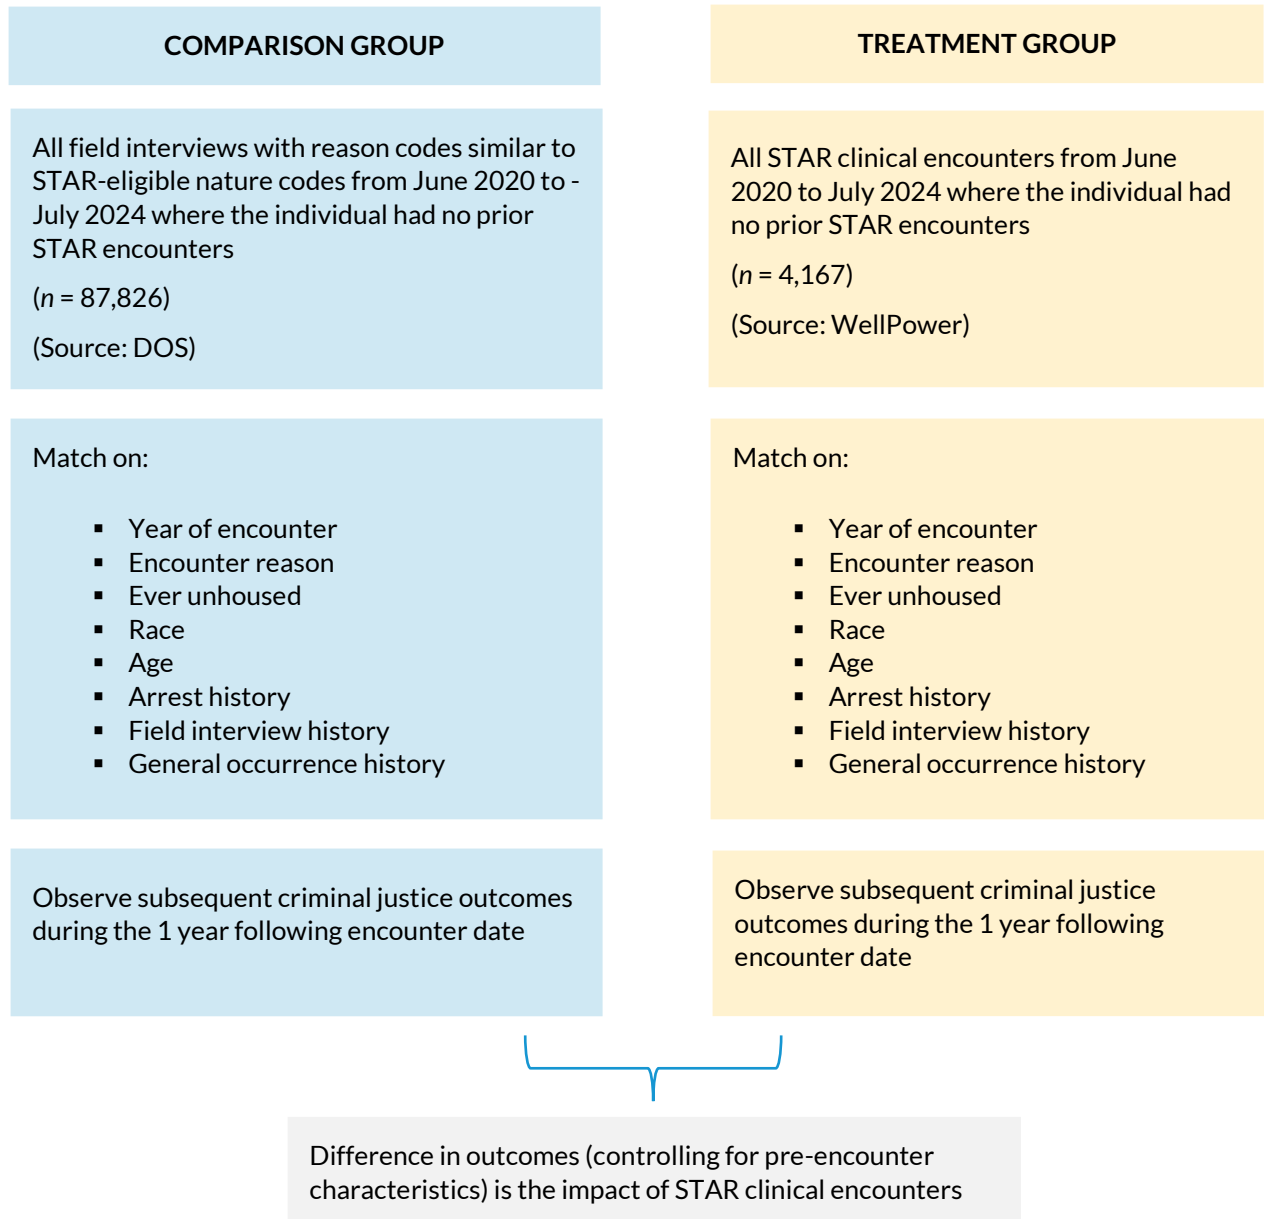 COMPARISON GROUP
All field interviews with reason codes similar to
STAR-eligible nature codes from June 2020 to -
July 2024 where the individual had no prior
STAR encounters
(n = 87,826)
(Source: DOS)
Match on:
▪ Year of encounter
▪ Encounter reason
▪ Ever unhoused
▪ Race
▪ Age
▪ Arrest history
▪ Field interview history
▪ General occurrence history
Observe subsequent criminal justice outcomes
during the 1 year following encounter date
TREATMENT GROUP
All STAR clinical encounters from June
2020 to July 2024 where the individual had
no prior STAR encounters
(n = 4,167)
(Source: WellPower)
Match on:
▪ Year of encounter
▪ Encounter reason
▪ Ever unhoused
▪ Race
▪ Age
▪ Arrest history
▪ Field interview history
▪ General occurrence history
Observe subsequent criminal justice
outcomes during the 1 year following
encounter date
Difference in outcomes (controlling for pre-encounter
characteristics) is the impact of STAR clinical encounters